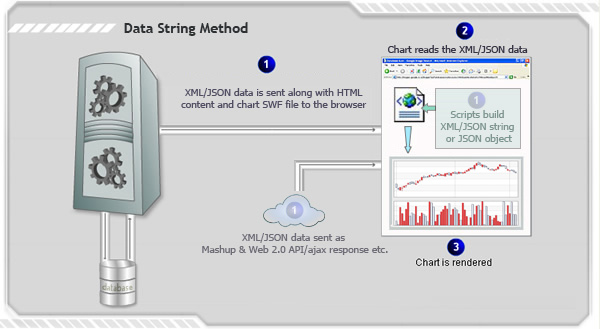 Data String Method
1
XML/JSON data is sent along with HTML
content and chart SWF file to the browser
2
Chart reads the XML/JSON data
1
Scripts build
XML/JSON string
or JSON object
1
XML/JSON data sent as
Mashup & Web 2.0 API/ajax response etc.
3
Chart is rendered
database